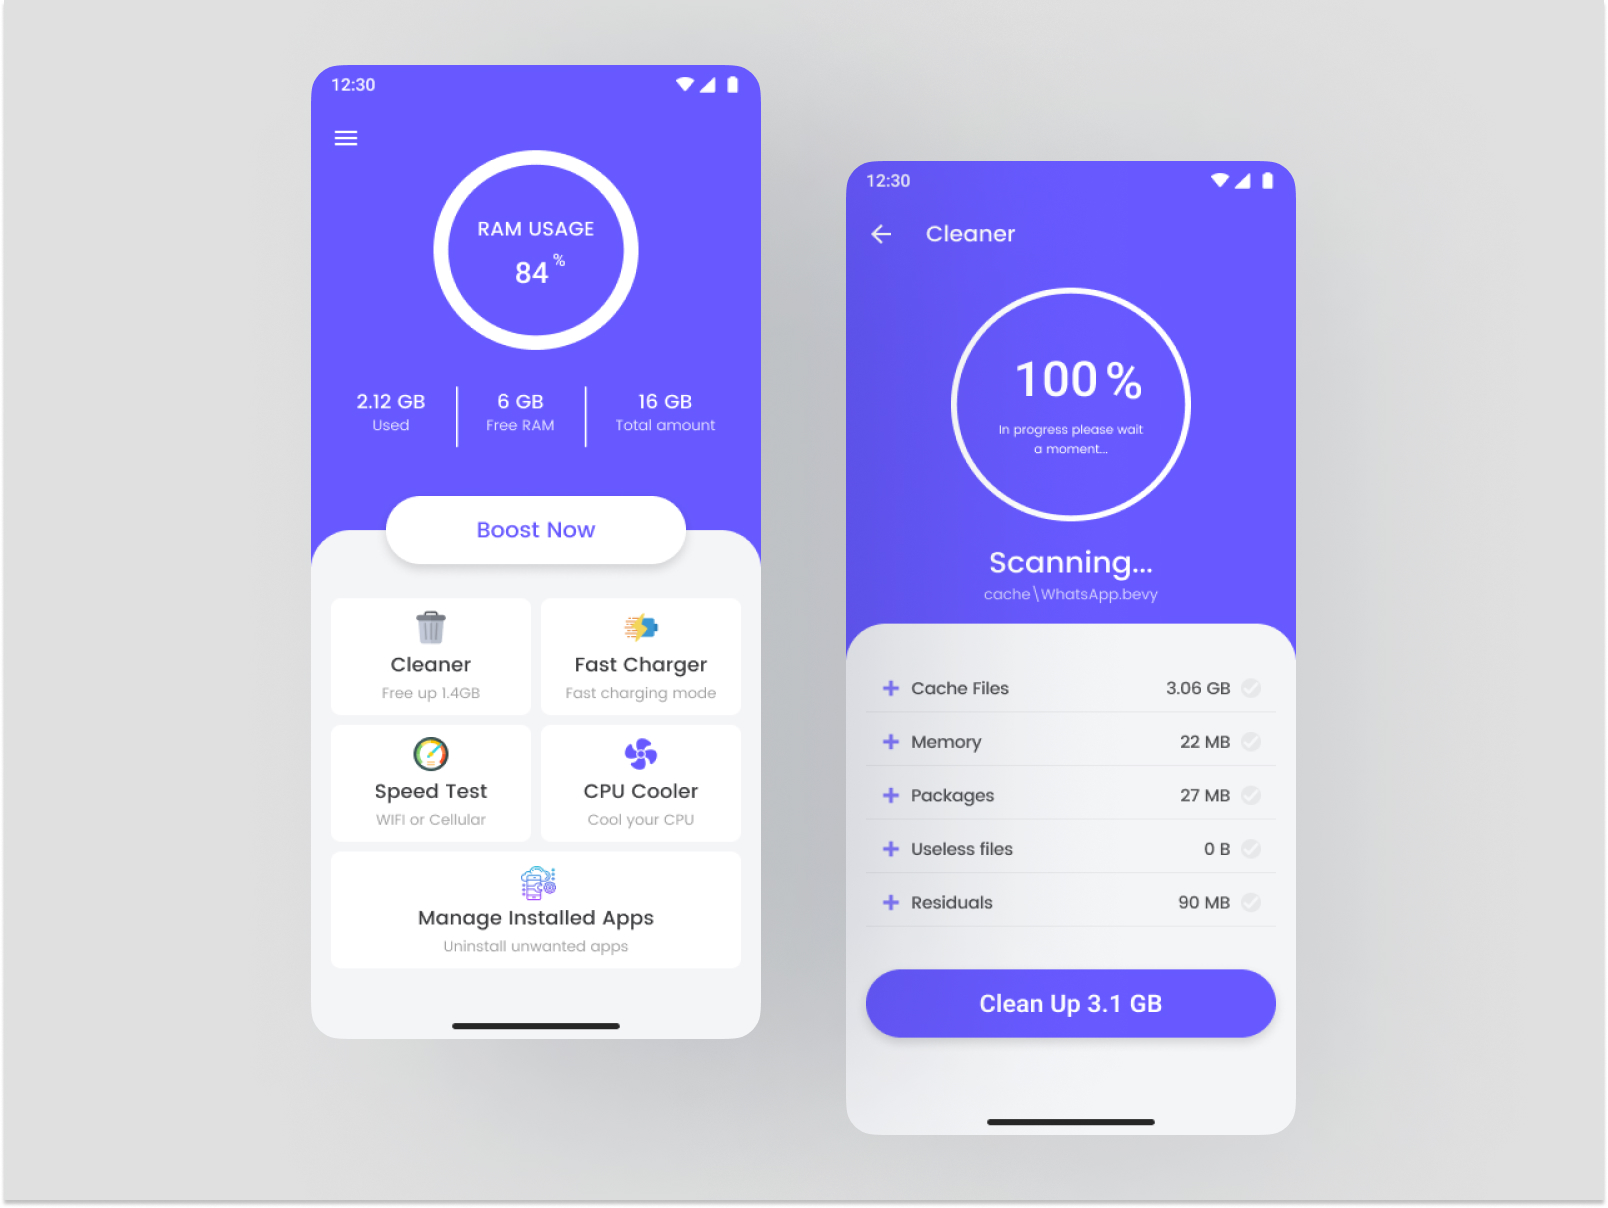 12:30
RAM USAGE
84 %
2.12 GB
Used
6 GB
Free RAM
16 GB
Total amount
Boost Now
Cleaner
Free up 1.4GB
Fast Charger
Fast charging mode
Speed Test
WIFI or Cellular
CPU Cooler
Cool your CPU
Manage Installed Apps
Uninstall unwanted apps
12:30
Cleaner
100 %
In progress please wait
a moment...
Scanning...
cache\WhatsApp.bevy
Cache Files 3.06 GB
Memory 22 MB
Packages 27 MB
Useless files 0 B
Residuals 90 MB
Clean Up 3.1 GB